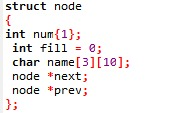 struct node
{
int num{1};
int fill = 0;
char name[3][10];
node *next;
node *prev;
};